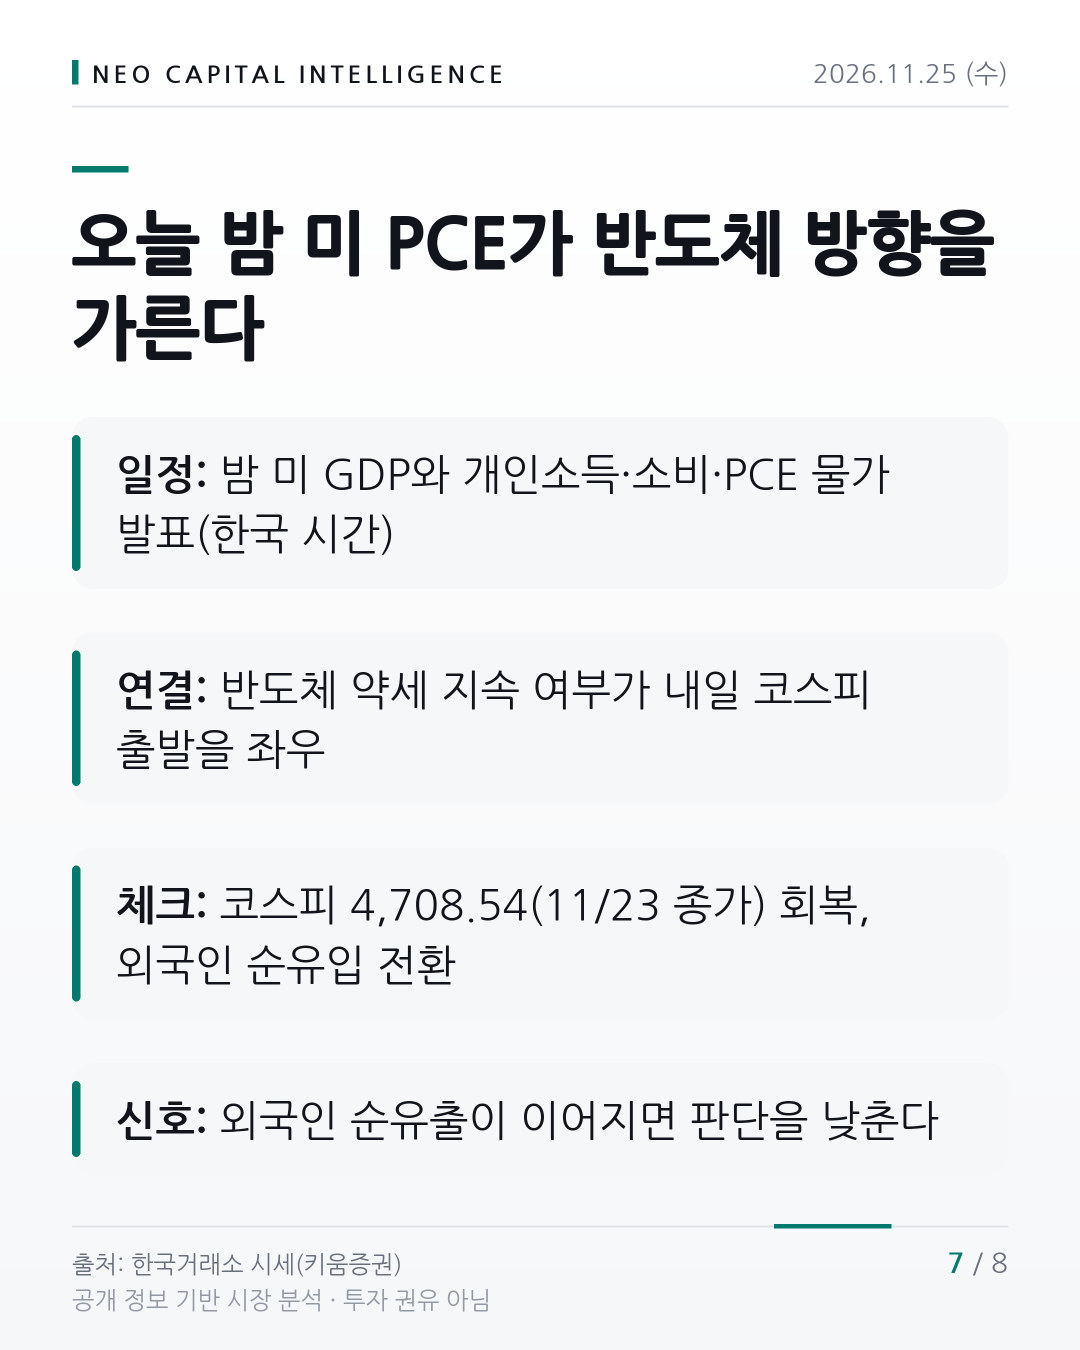 NEO CAPITAL INTELLIGENCE
2026.11.25 (수)
오늘 밤 미 PCE가 반도체 방향을
가른다
일정: 밤 미 GDP와 개인소득·소비·PCE 물가
발표(한국 시간)
연결: 반도체 약세 지속 여부가 내일 코스피
출발을 좌우
체크: 코스피 4,708.54(11/23 종가) 회복,
외국인 순유입 전환
신호: 외국인 순유출이 이어지면 판단을 낮춘다
출처: 한국거래소 시세(키움증권)
7 / 8
공개 정보 기반 시장 분석 · 투자 권유 아님